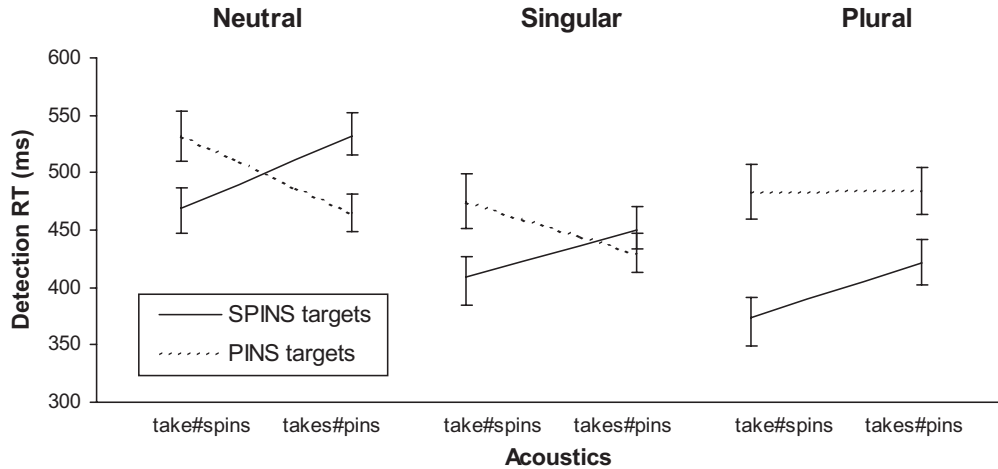 Neutral Singular Plural
600
550
500
450
400
350
300
Detection RT (ms)
SPINS targets
PINS targets
take#spins takes#pins take#spins takes#pins take#spins takes#pins
Acoustics